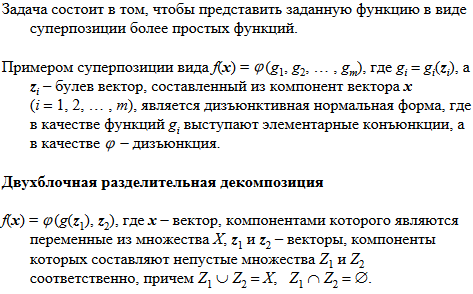 Задача состоит в том, чтобы представить заданную функцию в виде
суперпозиции более простых функций.
Примером суперпозиции вида f(x) = φ(g₁, g₂, … , gₘ), где gᵢ = gᵢ(zᵢ), а
zᵢ – булев вектор, составленный из компонент вектора x
(i = 1, 2, … , m), является дизъюнктивная нормальная форма, где
в качестве функций gᵢ выступают элементарные конъюнкции, а
в качестве φ – дизъюнкция.
Двухблочная разделительная декомпозиция
f(x) = φ(g(z₁), z₂), где x – вектор, компонентами которого являются
переменные из множества X, z₁ и z₂ – векторы, компоненты
которых составляют непустые множества Z₁ и Z₂
соответственно, причем Z₁ ∪ Z₂ = X, Z₁ ∩ Z₂ = ∅.